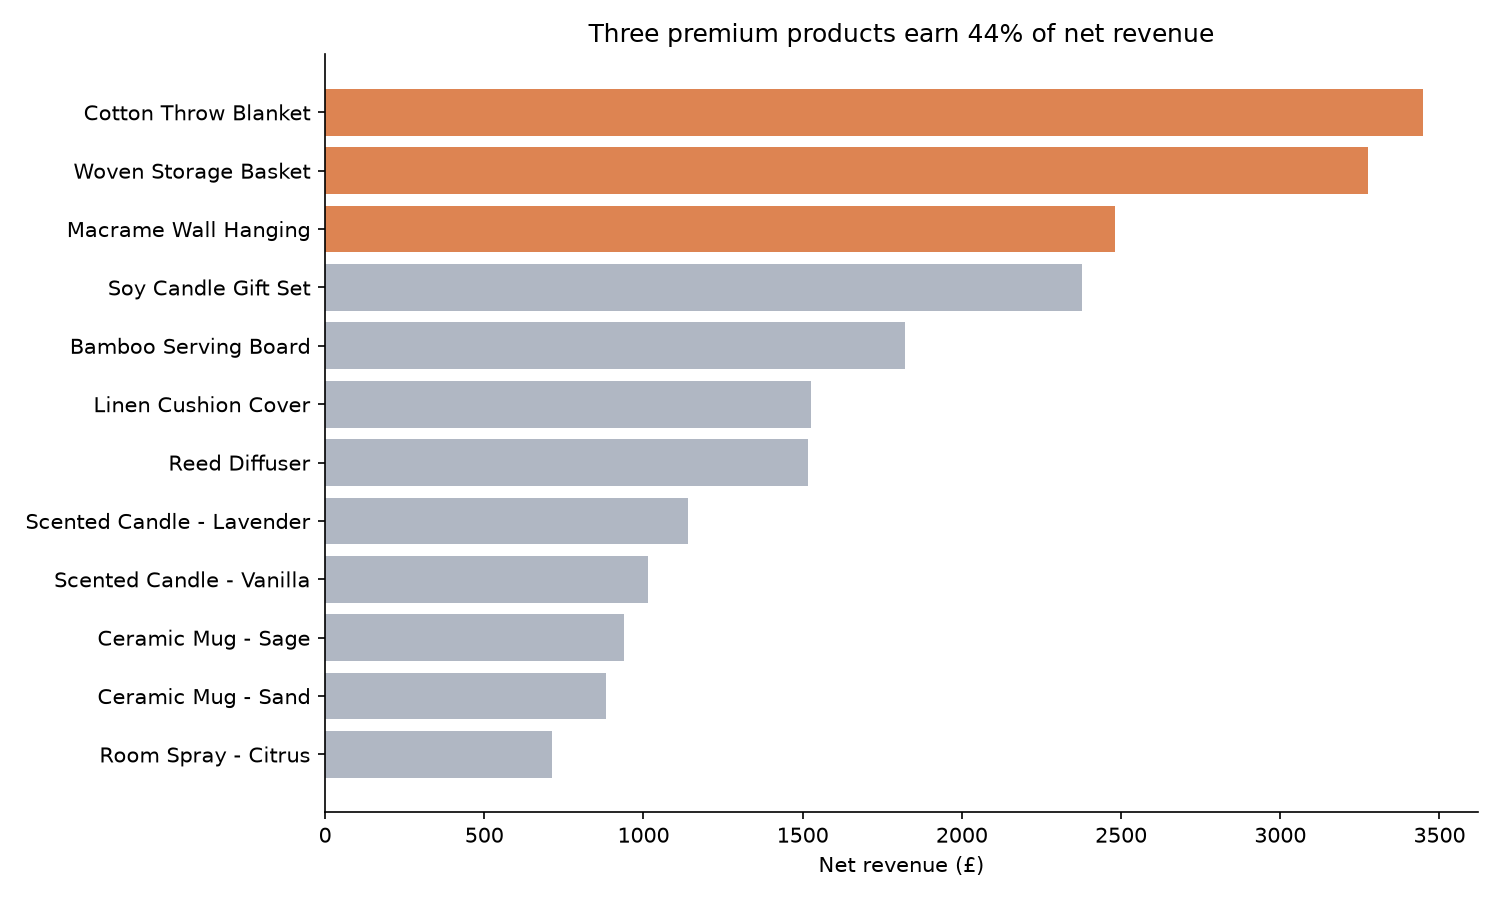 Three premium products earn 44% of net revenue
Cotton Throw Blanket
Woven Storage Basket
Macrame Wall Hanging
Soy Candle Gift Set
Bamboo Serving Board
Linen Cushion Cover
Reed Diffuser
Scented Candle - Lavender
Scented Candle - Vanilla
Ceramic Mug - Sage
Ceramic Mug - Sand
Room Spray - Citrus
0 500 1000 1500 2000 2500 3000 3500
Net revenue (£)